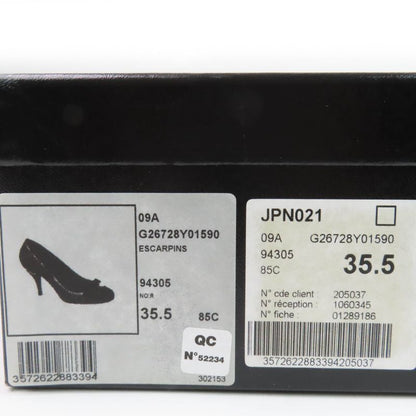 09A
G26728Y01590
ESCARPINS
94305
NO:R
35.5 85C
QC
N° 52234
3572622883394
302153
JPN021
09A G26728Y01590
94305
85C 35.5
N° cde client : 205037
N° réception : 1060345
N° fiche : 01289186
3572622883394205037